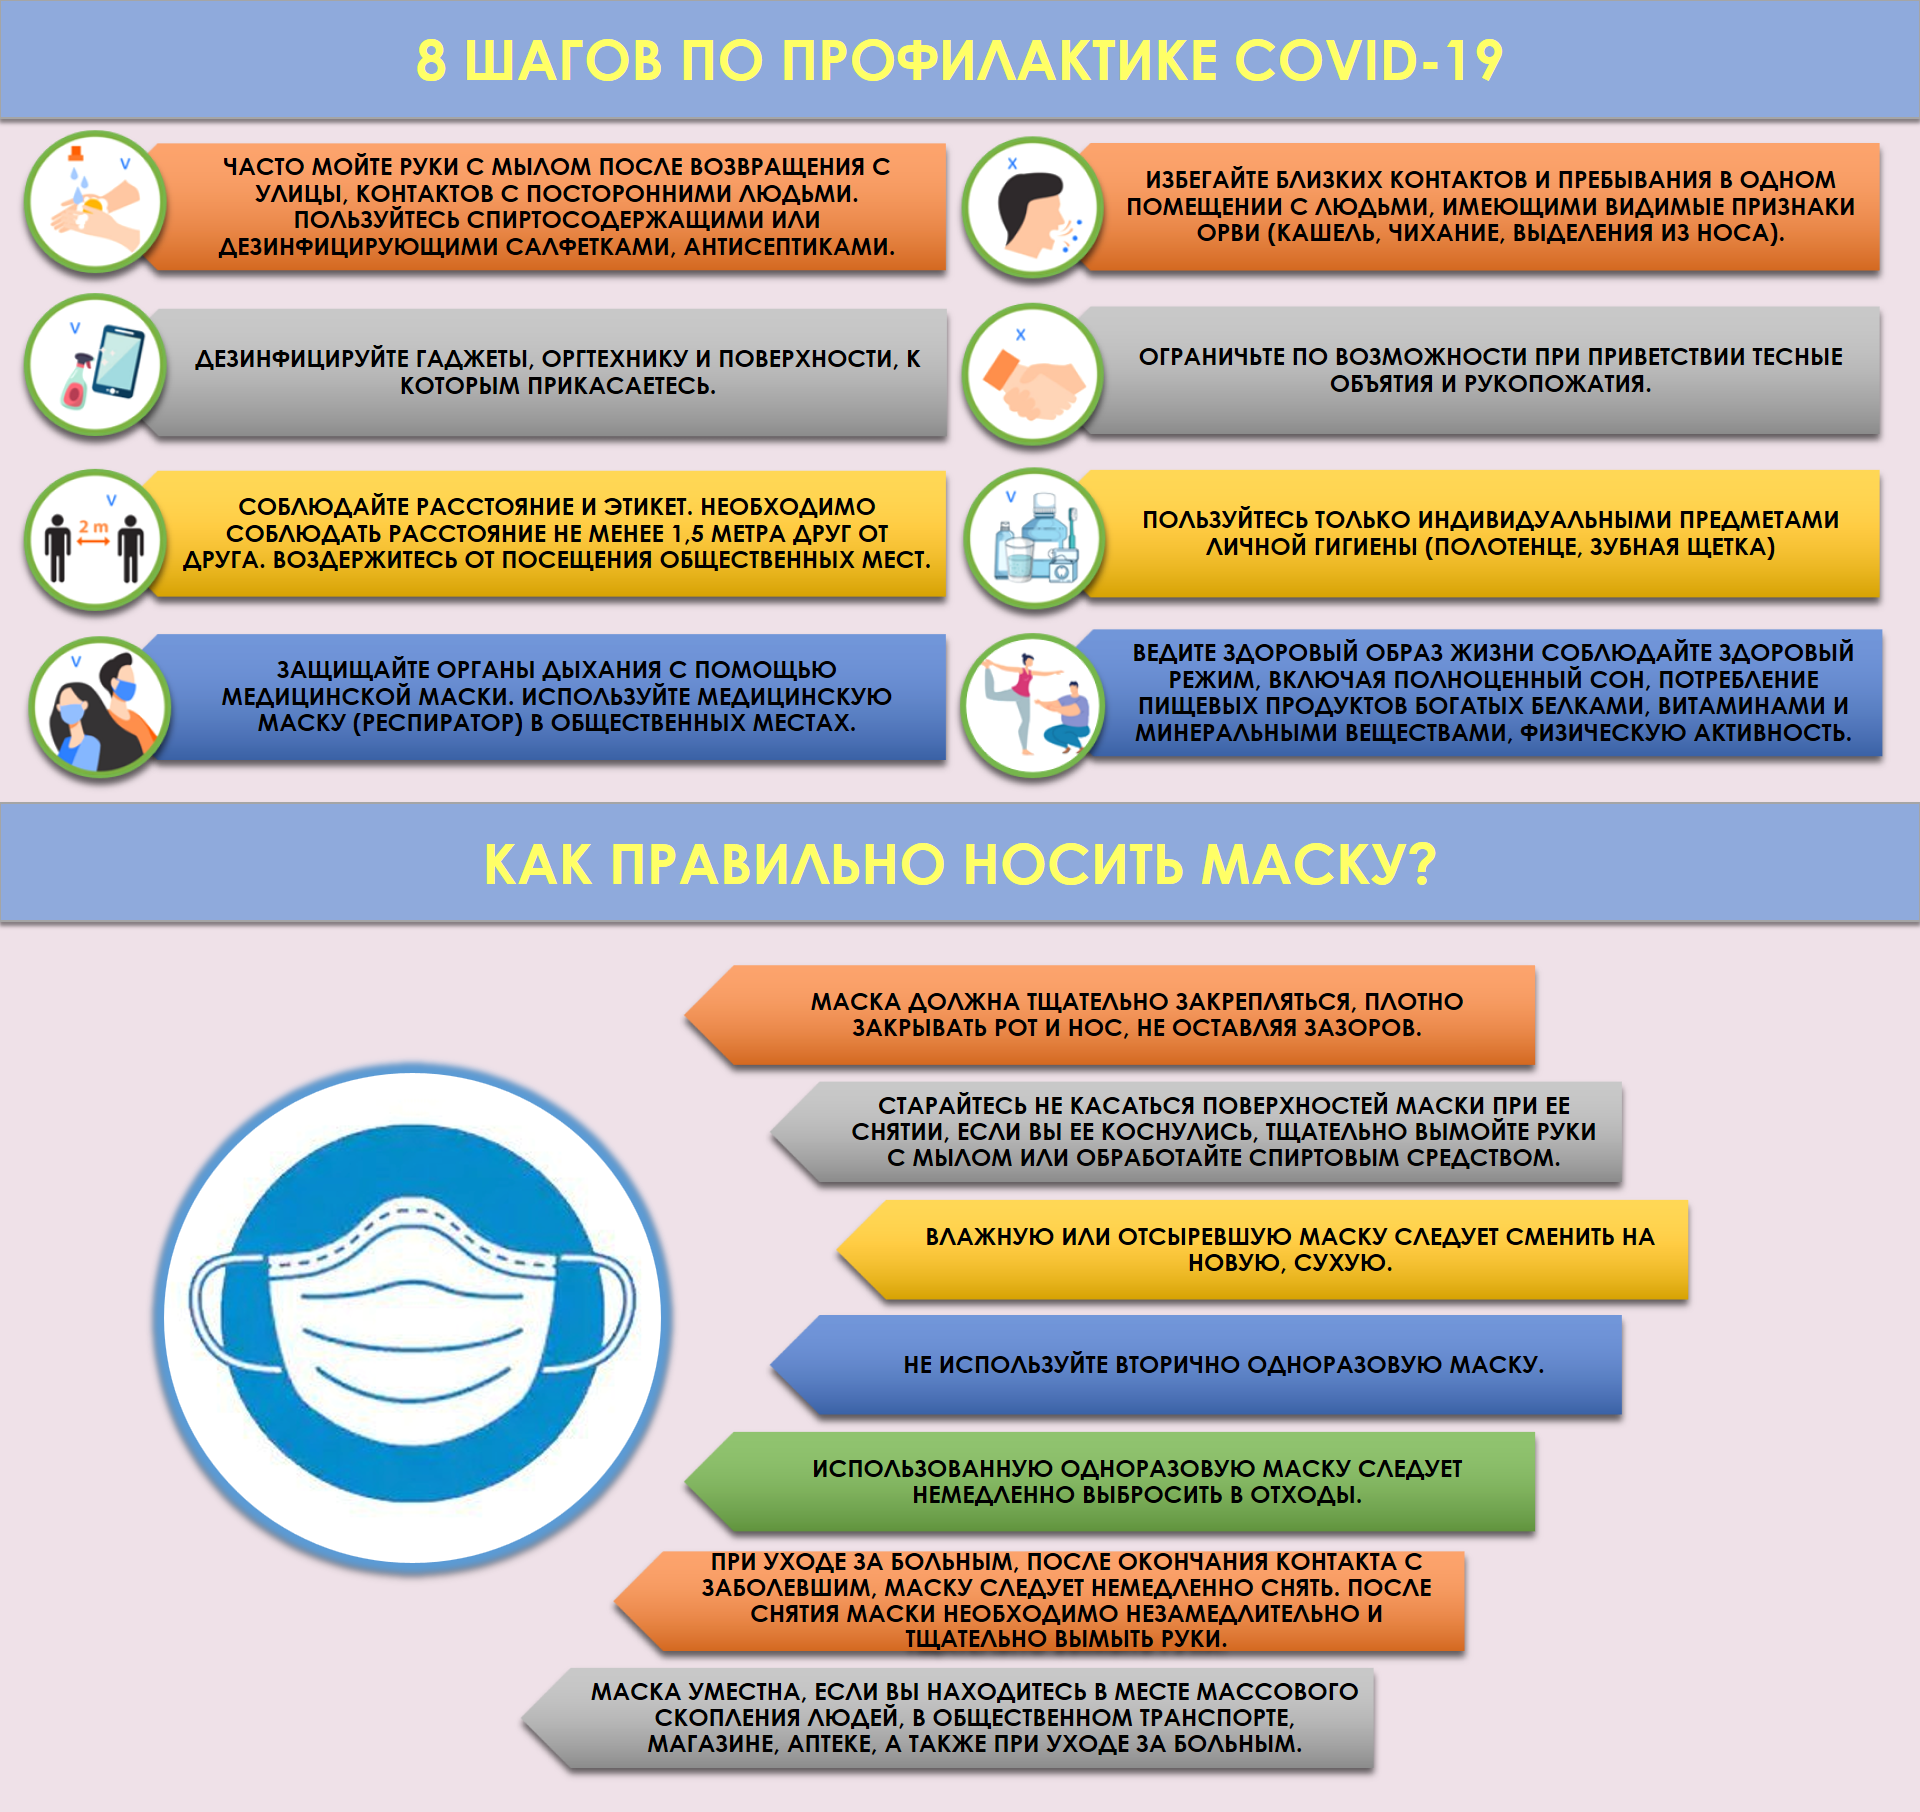 8 ШАГОВ ПО ПРОФИЛАКТИКЕ COVID-19
V
ЧАСТО МОЙТЕ РУКИ С МЫЛОМ ПОСЛЕ ВОЗВРАЩЕНИЯ С
УЛИЦЫ, КОНТАКТОВ С ПОСТОРОННИМИ ЛЮДЬМИ.
ПОЛЬЗУЙТЕСЬ СПИРТОСОДЕРЖАЩИМИ ИЛИ
ДЕЗИНФИЦИРУЮЩИМИ САЛФЕТКАМИ, АНТИСЕПТИКАМИ.
V
ДЕЗИНФИЦИРУЙТЕ ГАДЖЕТЫ, ОРГТЕХНИКУ И ПОВЕРХНОСТИ, К
КОТОРЫМ ПРИКАСАЕТЕСЬ.
V
2 m
СОБЛЮДАЙТЕ РАССТОЯНИЕ И ЭТИКЕТ. НЕОБХОДИМО
СОБЛЮДАТЬ РАССТОЯНИЕ НЕ МЕНЕЕ 1,5 МЕТРА ДРУГ ОТ
ДРУГА. ВОЗДЕРЖИТЕСЬ ОТ ПОСЕЩЕНИЯ ОБЩЕСТВЕННЫХ МЕСТ.
V
ЗАЩИЩАЙТЕ ОРГАНЫ ДЫХАНИЯ С ПОМОЩЬЮ
МЕДИЦИНСКОЙ МАСКИ. ИСПОЛЬЗУЙТЕ МЕДИЦИНСКУЮ
МАСКУ (РЕСПИРАТОР) В ОБЩЕСТВЕННЫХ МЕСТАХ.
X
ИЗБЕГАЙТЕ БЛИЗКИХ КОНТАКТОВ И ПРЕБЫВАНИЯ В ОДНОМ
ПОМЕЩЕНИИ С ЛЮДЬМИ, ИМЕЮЩИМИ ВИДИМЫЕ ПРИЗНАКИ
ОРВИ (КАШЕЛЬ, ЧИХАНИЕ, ВЫДЕЛЕНИЯ ИЗ НОСА).
X
ОГРАНИЧЬТЕ ПО ВОЗМОЖНОСТИ ПРИ ПРИВЕТСТВИИ ТЕСНЫЕ
ОБЪЯТИЯ И РУКОПОЖАТИЯ.
V
ПОЛЬЗУЙТЕСЬ ТОЛЬКО ИНДИВИДУАЛЬНЫМИ ПРЕДМЕТАМИ
ЛИЧНОЙ ГИГИЕНЫ (ПОЛОТЕНЦЕ, ЗУБНАЯ ЩЕТКА)
ВЕДИТЕ ЗДОРОВЫЙ ОБРАЗ ЖИЗНИ СОБЛЮДАЙТЕ ЗДОРОВЫЙ
РЕЖИМ, ВКЛЮЧАЯ ПОЛНОЦЕННЫЙ СОН, ПОТРЕБЛЕНИЕ
ПИЩЕВЫХ ПРОДУКТОВ БОГАТЫХ БЕЛКАМИ, ВИТАМИНАМИ И
МИНЕРАЛЬНЫМИ ВЕЩЕСТВАМИ, ФИЗИЧЕСКУЮ АКТИВНОСТЬ.
КАК ПРАВИЛЬНО НОСИТЬ МАСКУ?
МАСКА ДОЛЖНА ТЩАТЕЛЬНО ЗАКРЕПЛЯТЬСЯ, ПЛОТНО
ЗАКРЫВАТЬ РОТ И НОС, НЕ ОСТАВЛЯЯ ЗАЗОРОВ.
СТАРАЙТЕСЬ НЕ КАСАТЬСЯ ПОВЕРХНОСТЕЙ МАСКИ ПРИ ЕЕ
СНЯТИИ, ЕСЛИ ВЫ ЕЕ КОСНУЛИСЬ, ТЩАТЕЛЬНО ВЫМОЙТЕ РУКИ
С МЫЛОМ ИЛИ ОБРАБОТАЙТЕ СПИРТОВЫМ СРЕДСТВОМ.
ВЛАЖНУЮ ИЛИ ОТСЫРЕВШУЮ МАСКУ СЛЕДУЕТ СМЕНИТЬ НА
НОВУЮ, СУХУЮ.
НЕ ИСПОЛЬЗУЙТЕ ВТОРИЧНО ОДНОРАЗОВУЮ МАСКУ.
ИСПОЛЬЗОВАННУЮ ОДНОРАЗОВУЮ МАСКУ СЛЕДУЕТ
НЕМЕДЛЕННО ВЫБРОСИТЬ В ОТХОДЫ.
ПРИ УХОДЕ ЗА БОЛЬНЫМ, ПОСЛЕ ОКОНЧАНИЯ КОНТАКТА С
ЗАБОЛЕВШИМ, МАСКУ СЛЕДУЕТ НЕМЕДЛЕННО СНЯТЬ. ПОСЛЕ
СНЯТИЯ МАСКИ НЕОБХОДИМО НЕЗАМЕДЛИТЕЛЬНО И
ТЩАТЕЛЬНО ВЫМЫТЬ РУКИ.
МАСКА УМЕСТНА, ЕСЛИ ВЫ НАХОДИТЕСЬ В МЕСТЕ МАССОВОГО
СКОПЛЕНИЯ ЛЮДЕЙ, В ОБЩЕСТВЕННОМ ТРАНСПОРТЕ,
МАГАЗИНЕ, АПТЕКЕ, А ТАКЖЕ ПРИ УХОДЕ ЗА БОЛЬНЫМ.